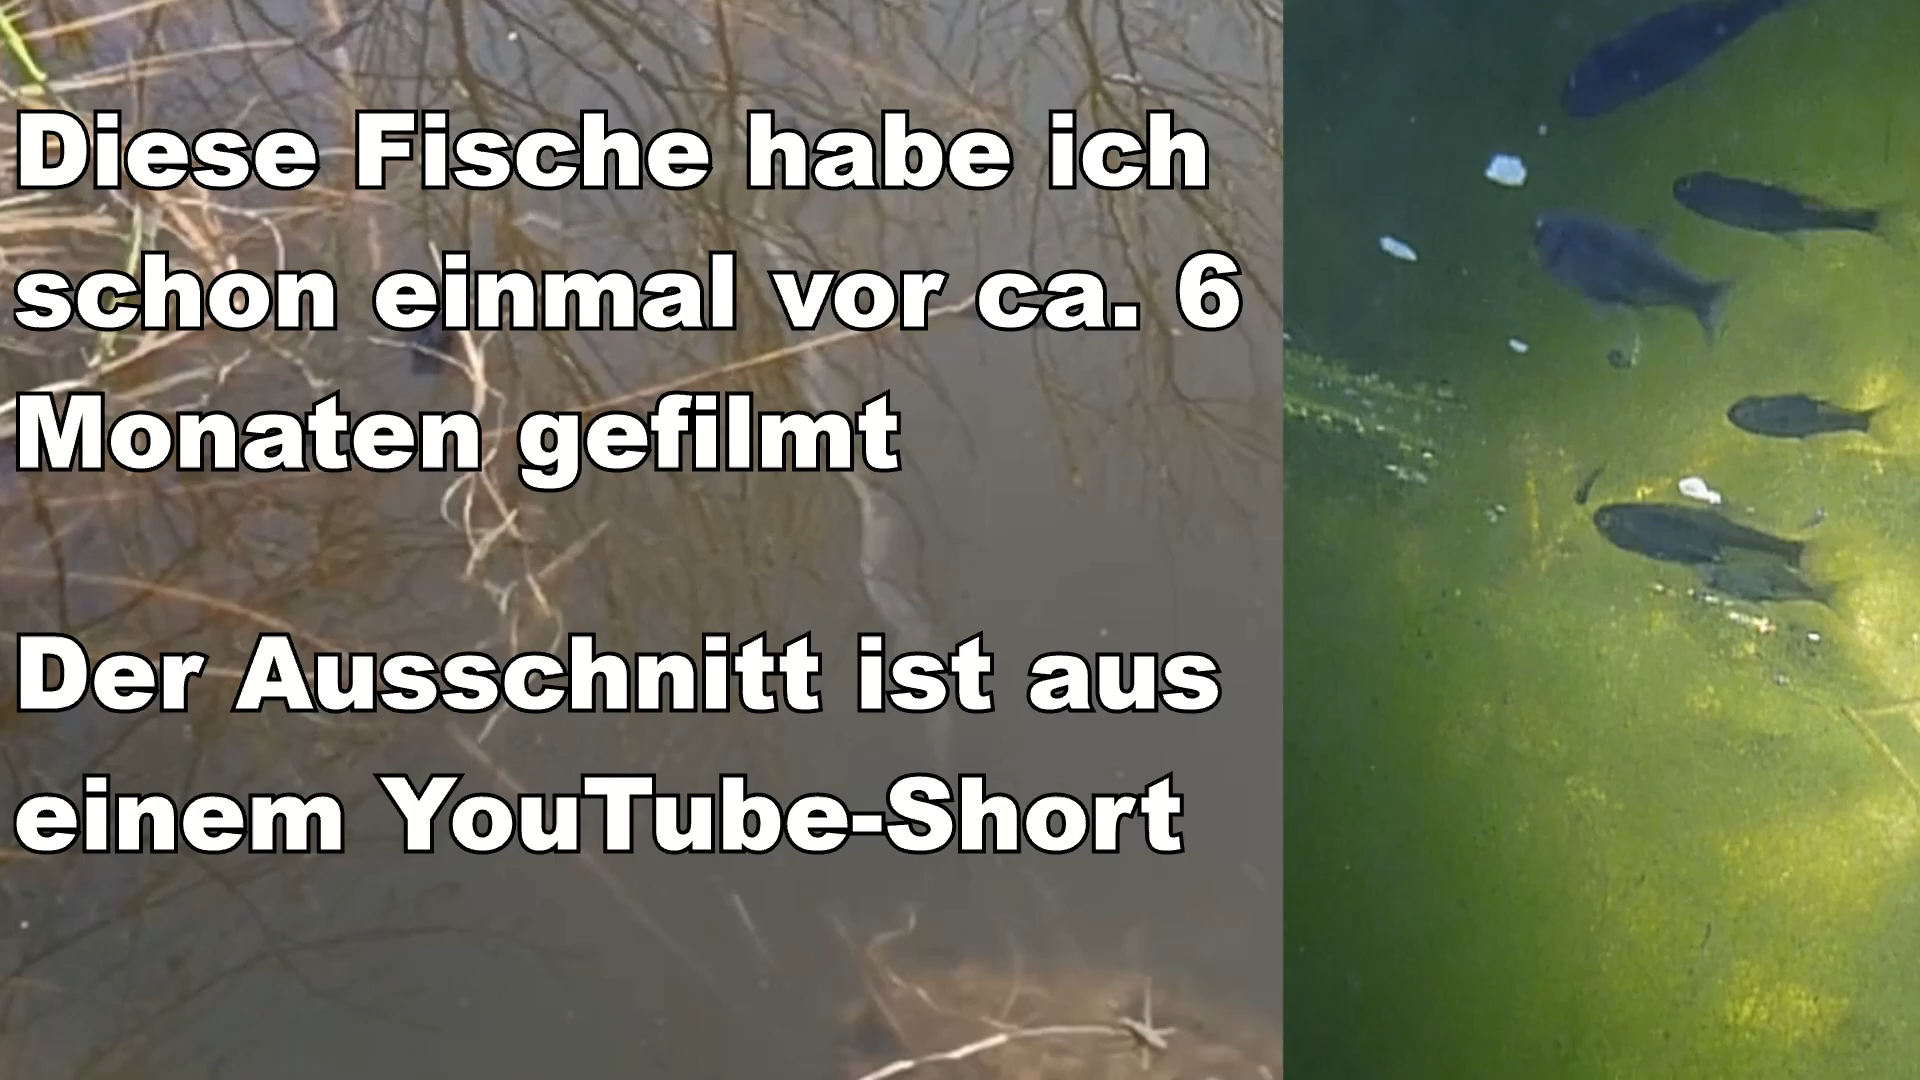 Diese Fische habe ich
schon einmal vor ca. 6
Monaten gefilmt
Der Ausschnitt ist aus
einem YouTube-Short